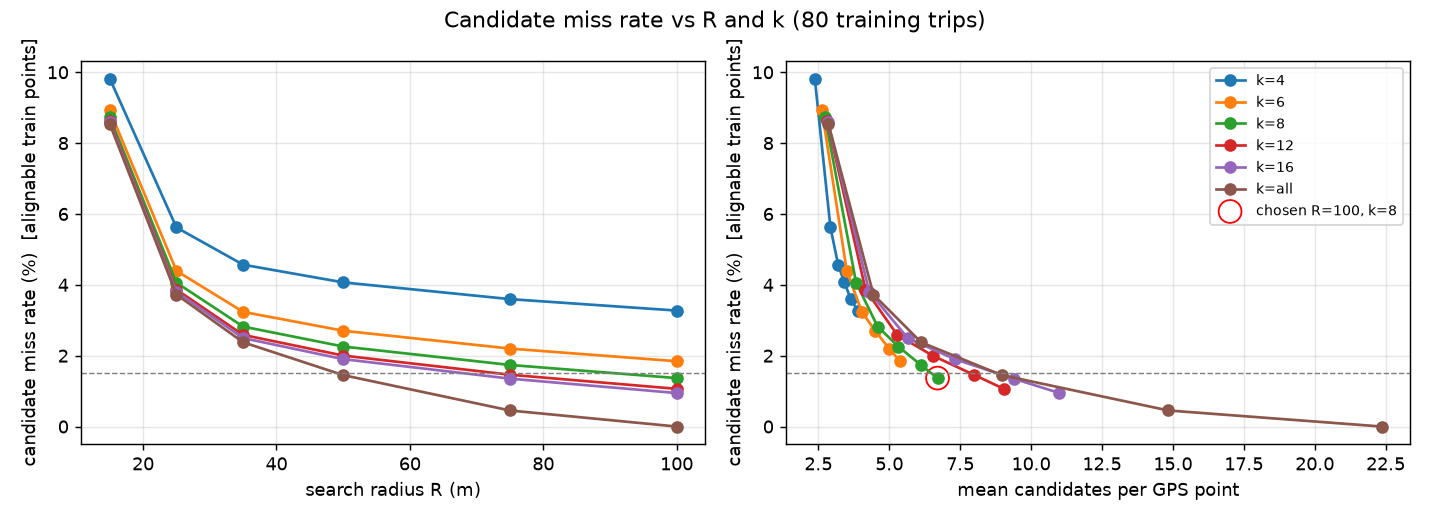 Candidate miss rate vs R and k (80 training trips)
candidate miss rate (%)  [alignable train points]
10
8
6
4
2
0
20
40
60
80
100
search radius R (m)
candidate miss rate (%)  [alignable train points]
10
8
6
4
2
0
2.5
5.0
7.5
10.0
12.5
15.0
17.5
20.0
22.5
mean candidates per GPS point
k=4
k=6
k=8
k=12
k=16
k=all
chosen R=100, k=8